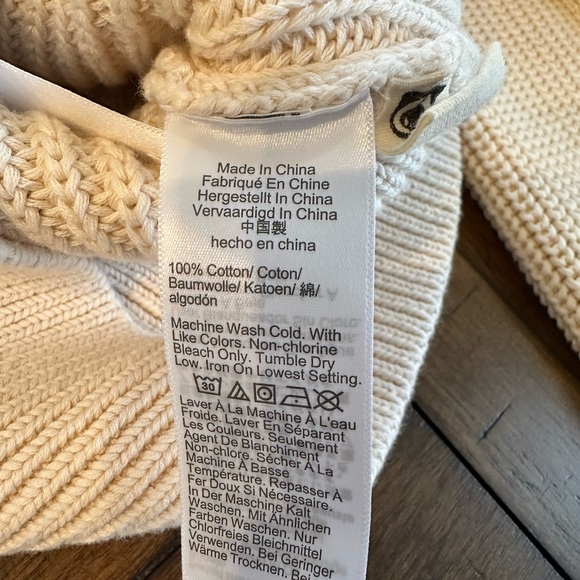 Made In China
Fabriqué En Chine
Hergestellt In China
Vervaardigd In China
中国製
hecho en china
100% Cotton/ Coton/
Baumwolle/ Katoen/ 綿/
algodón
Machine Wash Cold. With
Like Colors. Non-chlorine
Bleach Only. Tumble Dry
Low. Iron On Lowest Setting.
30
Laver À La Machine À L'eau
Froide. Laver En Séparant
Les Couleurs. Seulement
Agent De Blanchiment
Non-chlore. Sécher À La
Machine À Basse
Température. Repasser À
Fer Doux Si Nécessaire.
In Der Maschine Kalt
Waschen. Mit Ähnlichen
Farben Waschen. Nur
Chlorfreies Bleichmittel
Verwenden. Bei Geringer
Wärme Trocknen. Bei